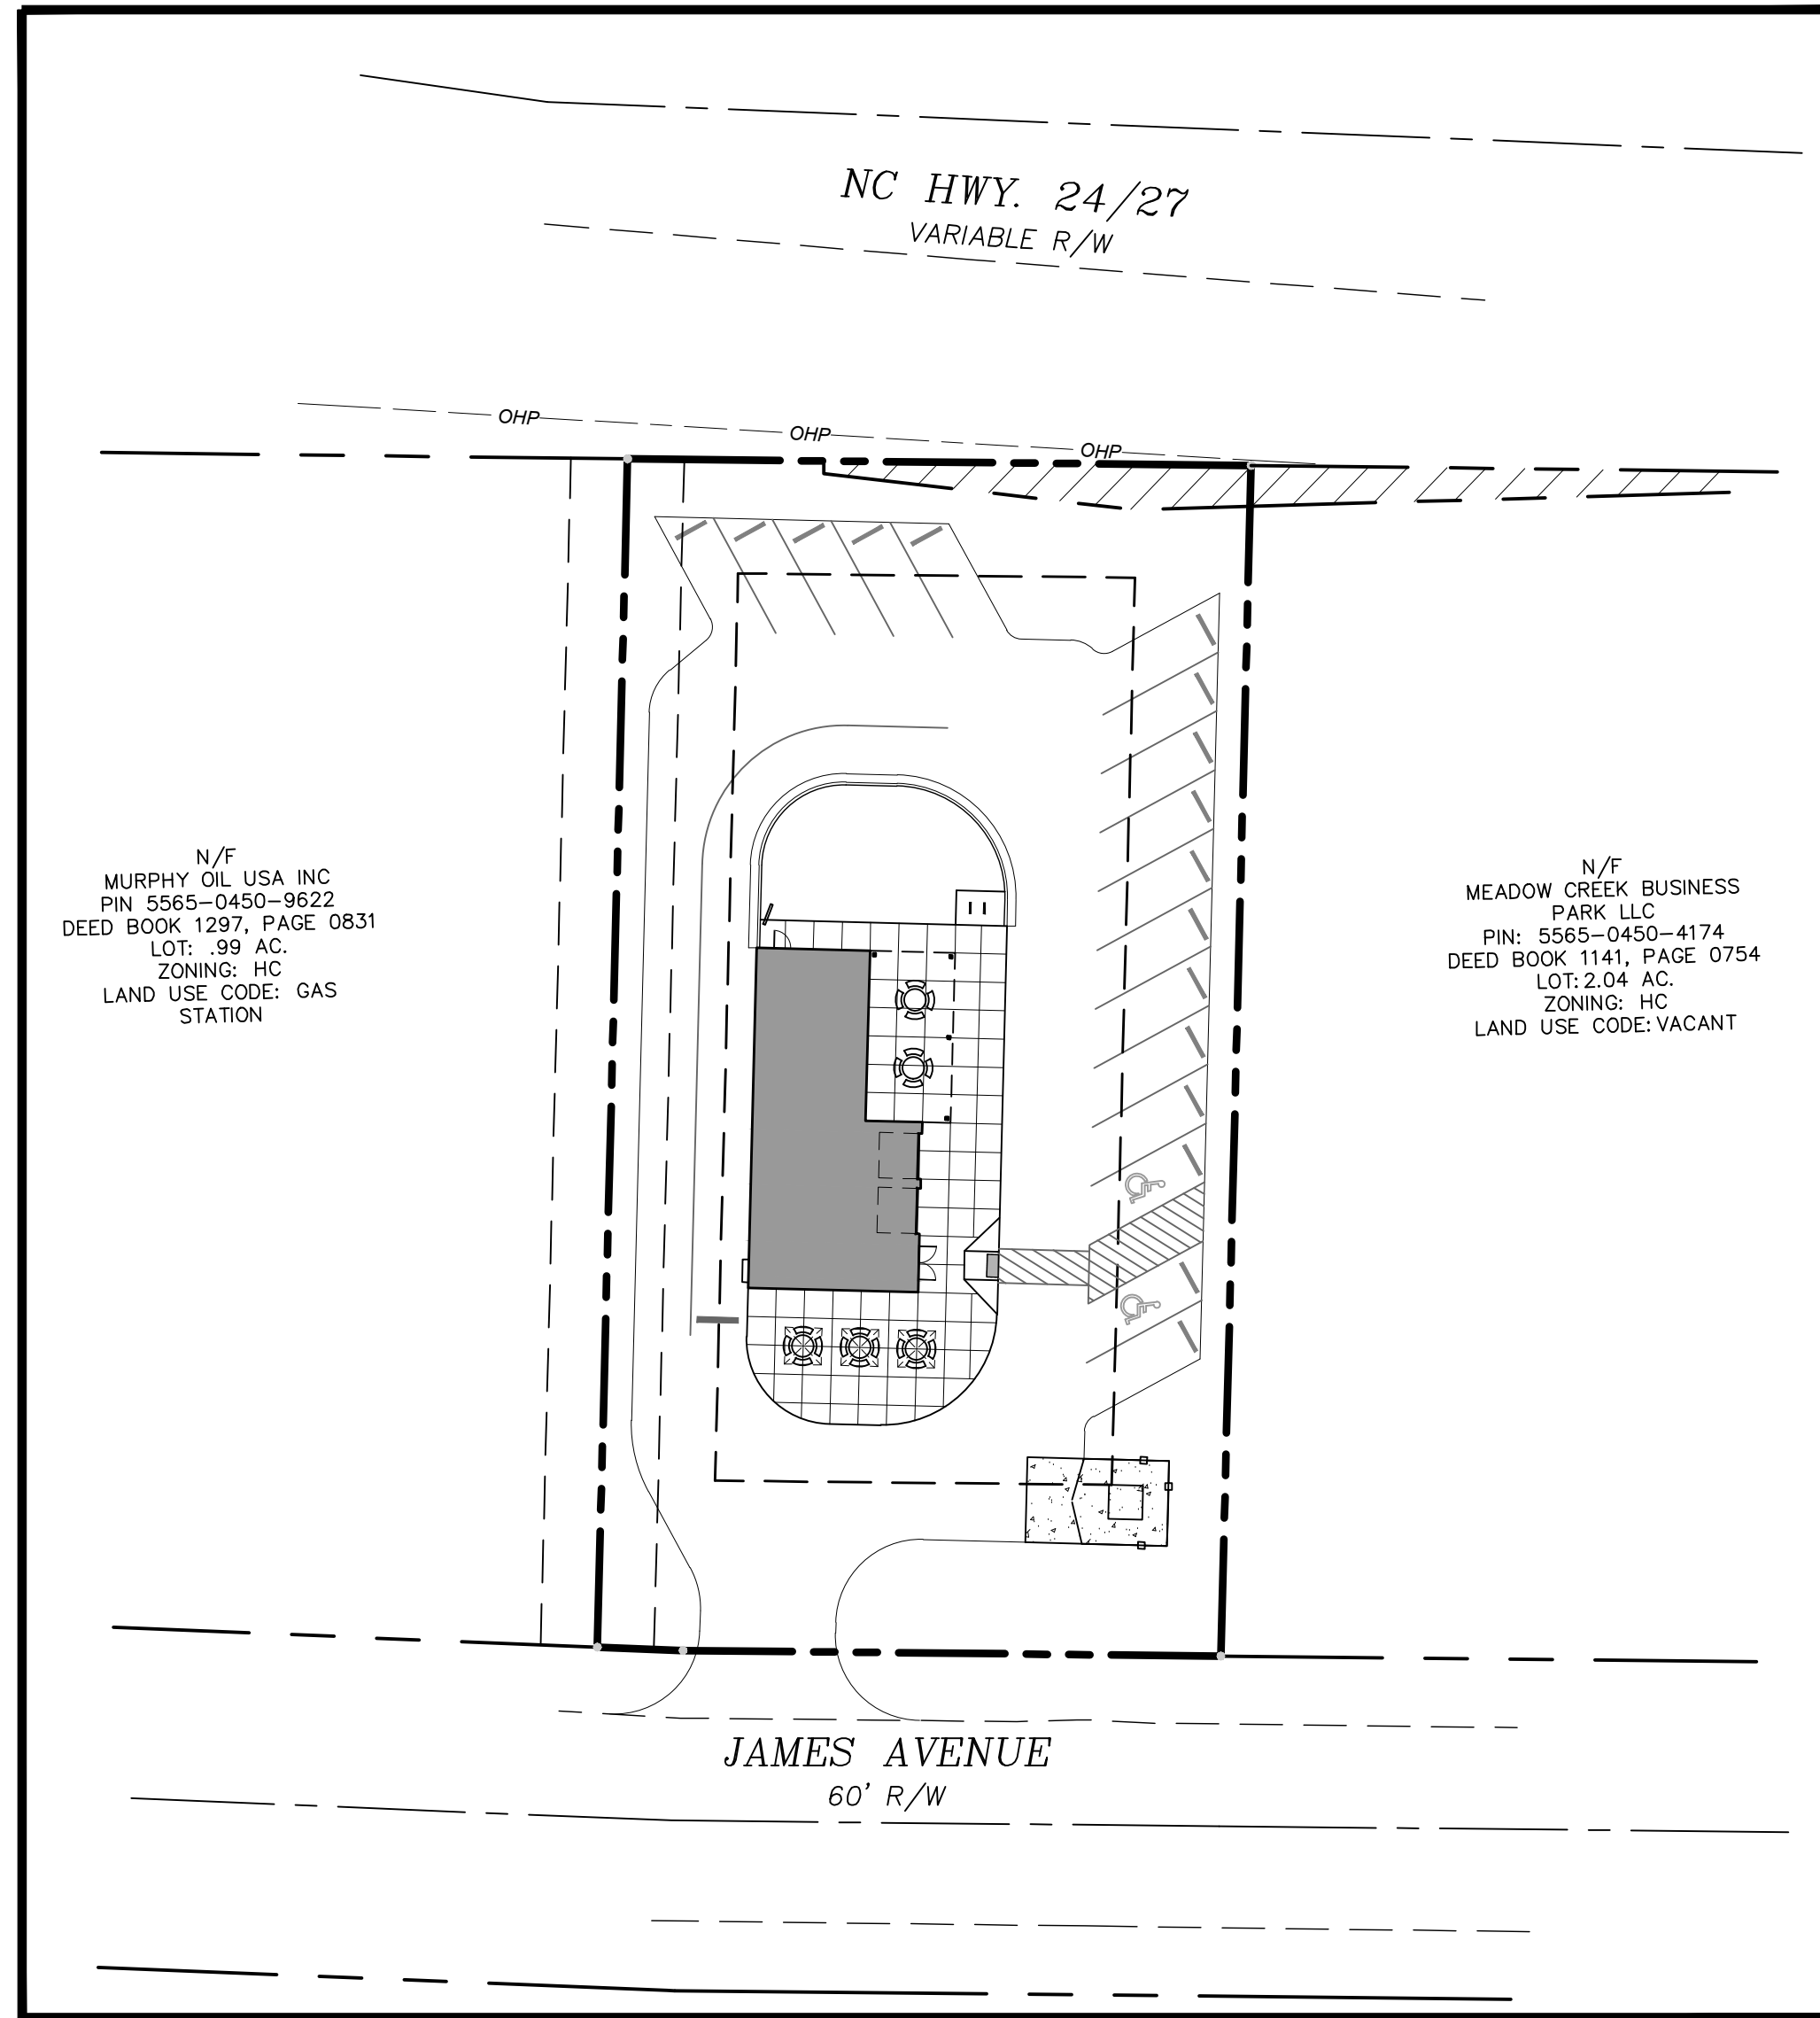 NC HWY. 24/27
VARIABLE R/W
OHP
OHP
OHP
N/F
MURPHY OIL USA INC
PIN 5565-0450-9622
DEED BOOK 1297, PAGE 0831
LOT: .99 AC.
ZONING: HC
LAND USE CODE: GAS
STATION
N/F
MEADOW CREEK BUSINESS
PARK LLC
PIN: 5565-0450-4174
DEED BOOK 1141, PAGE 0754
LOT: 2.04 AC.
ZONING: HC
LAND USE CODE: VACANT
JAMES AVENUE
60' R/W